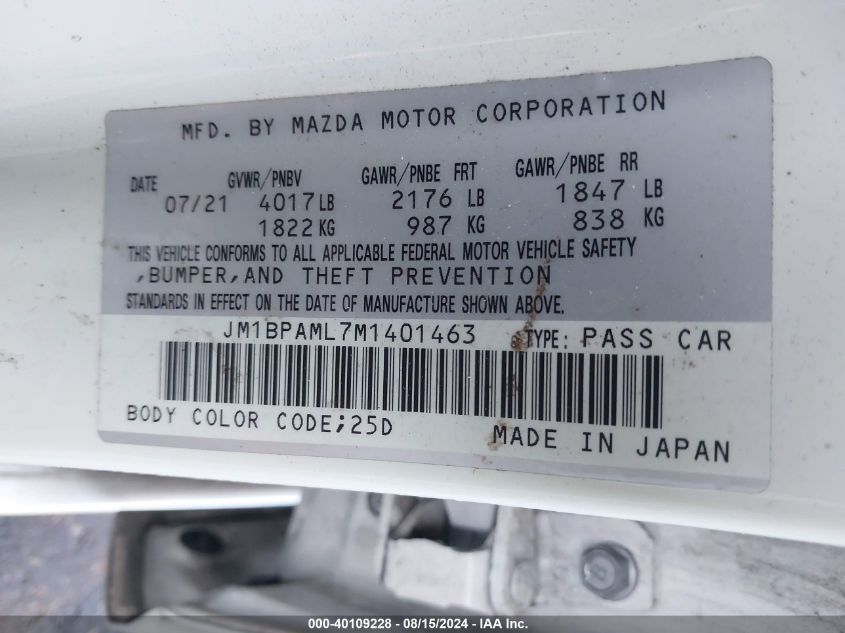 MFD. BY MAZDA MOTOR CORPORATION
DATE GVWR/PNBV GAWR/PNBE FRT GAWR/PNBE RR
07/21 4017LB 2176 LB 1847 LB
1822KG 987 KG 838 KG
THIS VEHICLE CONFORMS TO ALL APPLICABLE FEDERAL MOTOR VEHICLE SAFETY
,BUMPER,AND THEFT PREVENTION
STANDARDS IN EFFECT ON THE DATE OF MANUFACTURE SHOWN ABOVE.
JM1BPAML7M1401463 TYPE: PASS CAR
BODY COLOR CODE;25D
MADE IN JAPAN
000-40109228 - 08/15/2024 - IAA Inc.